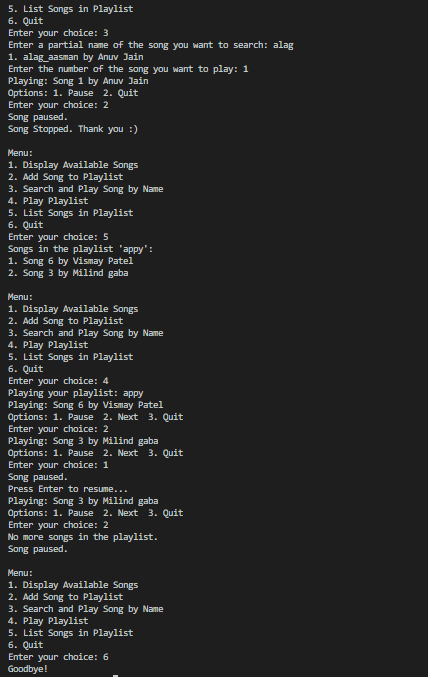 5. List Songs in Playlist
6. Quit
Enter your choice: 3
Enter a partial name of the song you want to search: alag
1. alag_aasman by Anuv Jain
Enter the number of the song you want to play: 1
Playing: Song 1 by Anuv Jain
Options: 1. Pause  2. Quit
Enter your choice: 2
Song paused.
Song Stopped. Thank you :)

Menu:
1. Display Available Songs
2. Add Song to Playlist
3. Search and Play Song by Name
4. Play Playlist
5. List Songs in Playlist
6. Quit
Enter your choice: 5
Songs in the playlist 'appy':
1. Song 6 by Vismay Patel
2. Song 3 by Milind gaba

Menu:
1. Display Available Songs
2. Add Song to Playlist
3. Search and Play Song by Name
4. Play Playlist
5. List Songs in Playlist
6. Quit
Enter your choice: 4
Playing your playlist: appy
Playing: Song 6 by Vismay Patel
Options: 1. Pause  2. Next  3. Quit
Enter your choice: 2
Playing: Song 3 by Milind gaba
Options: 1. Pause  2. Next  3. Quit
Enter your choice: 1
Song paused.
Press Enter to resume...
Playing: Song 3 by Milind gaba
Options: 1. Pause  2. Next  3. Quit
Enter your choice: 2
No more songs in the playlist.
Song paused.

Menu:
1. Display Available Songs
2. Add Song to Playlist
3. Search and Play Song by Name
4. Play Playlist
5. List Songs in Playlist
6. Quit
Enter your choice: 6
Goodbye!